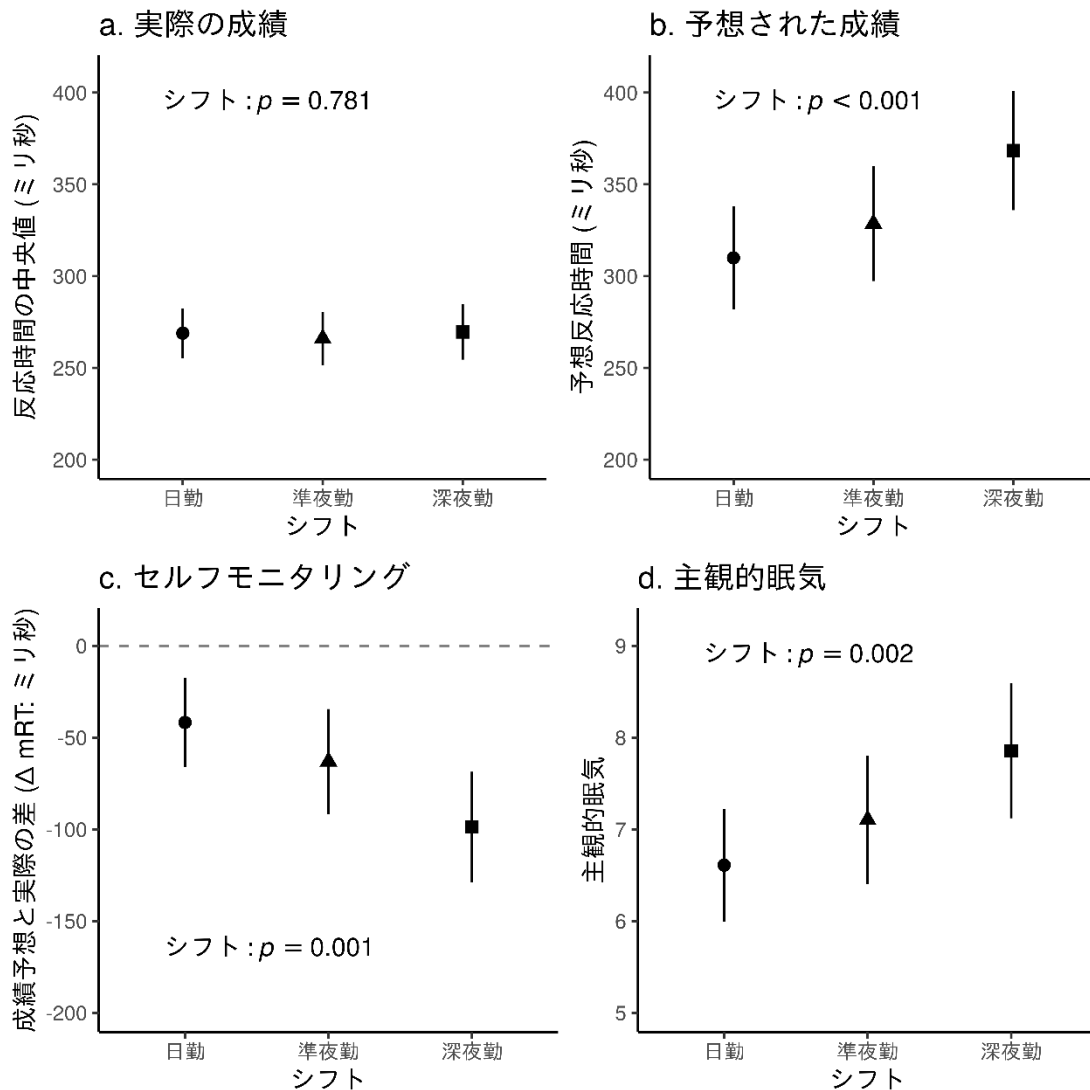 a. 実際の成績
シフト : p = 0.781
反応時間の中央値 (ミリ秒)
400
350
300
250
200
日勤 準夜勤 深夜勤
シフト
b. 予想された成績
シフト : p < 0.001
予想反応時間 (ミリ秒)
400
350
300
250
200
日勤 準夜勤 深夜勤
シフト
c. セルフモニタリング
成績予想と実際の差 (Δ mRT: ミリ秒)
0
-50
-100
-150
-200
シフト : p = 0.001
日勤 準夜勤 深夜勤
シフト
d. 主観的眠気
シフト : p = 0.002
主観的眠気
9
8
7
6
5
日勤 準夜勤 深夜勤
シフト